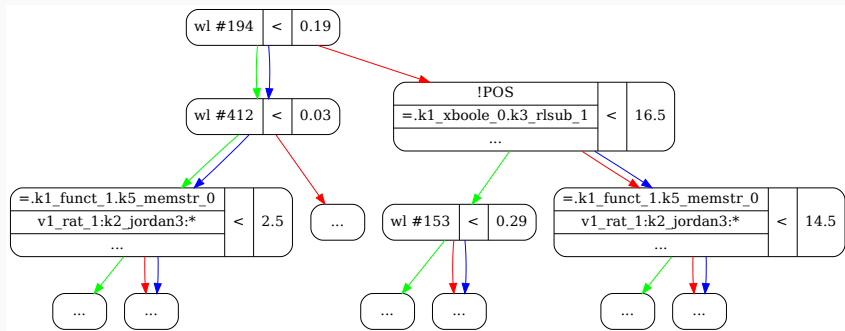 wl #194 < 0.19
wl #412 < 0.03
!POS
=.k1_xboole_0.k3_rlsub_1
...
< 16.5
=.k1_funct_1.k5_memstr_0
v1_rat_1:k2_jordan3:*
...
< 2.5
...
wl #153 < 0.29
=.k1_funct_1.k5_memstr_0
v1_rat_1:k2_jordan3:*
...
< 14.5
... ... ... ... ... ...